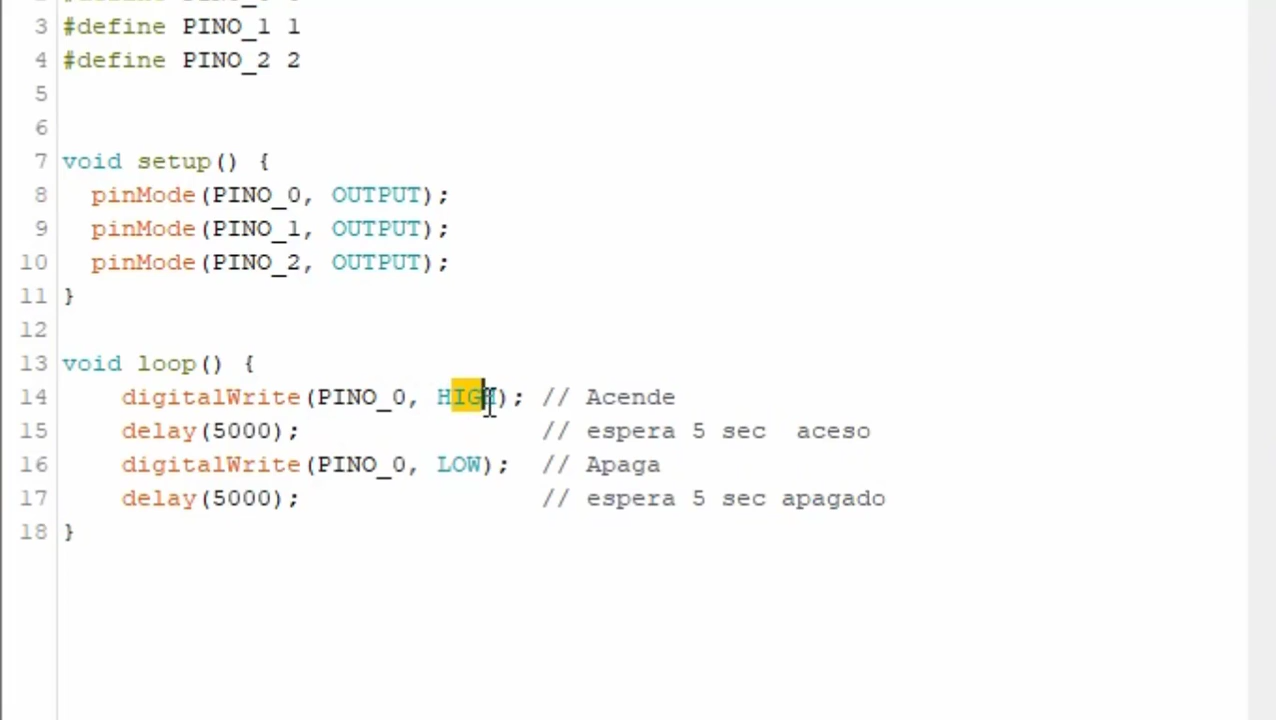 3 #define PINO_1 1
4 #define PINO_2 2
5
6
7 void setup() {
8 pinMode(PINO_0, OUTPUT);
9 pinMode(PINO_1, OUTPUT);
10 pinMode(PINO_2, OUTPUT);
11 }
12
13 void loop() {
14 digitalWrite(PINO_0, HIGH); // Acende
15 delay(5000); // espera 5 sec  aceso
16 digitalWrite(PINO_0, LOW); // Apaga
17 delay(5000); // espera 5 sec apagado
18 }